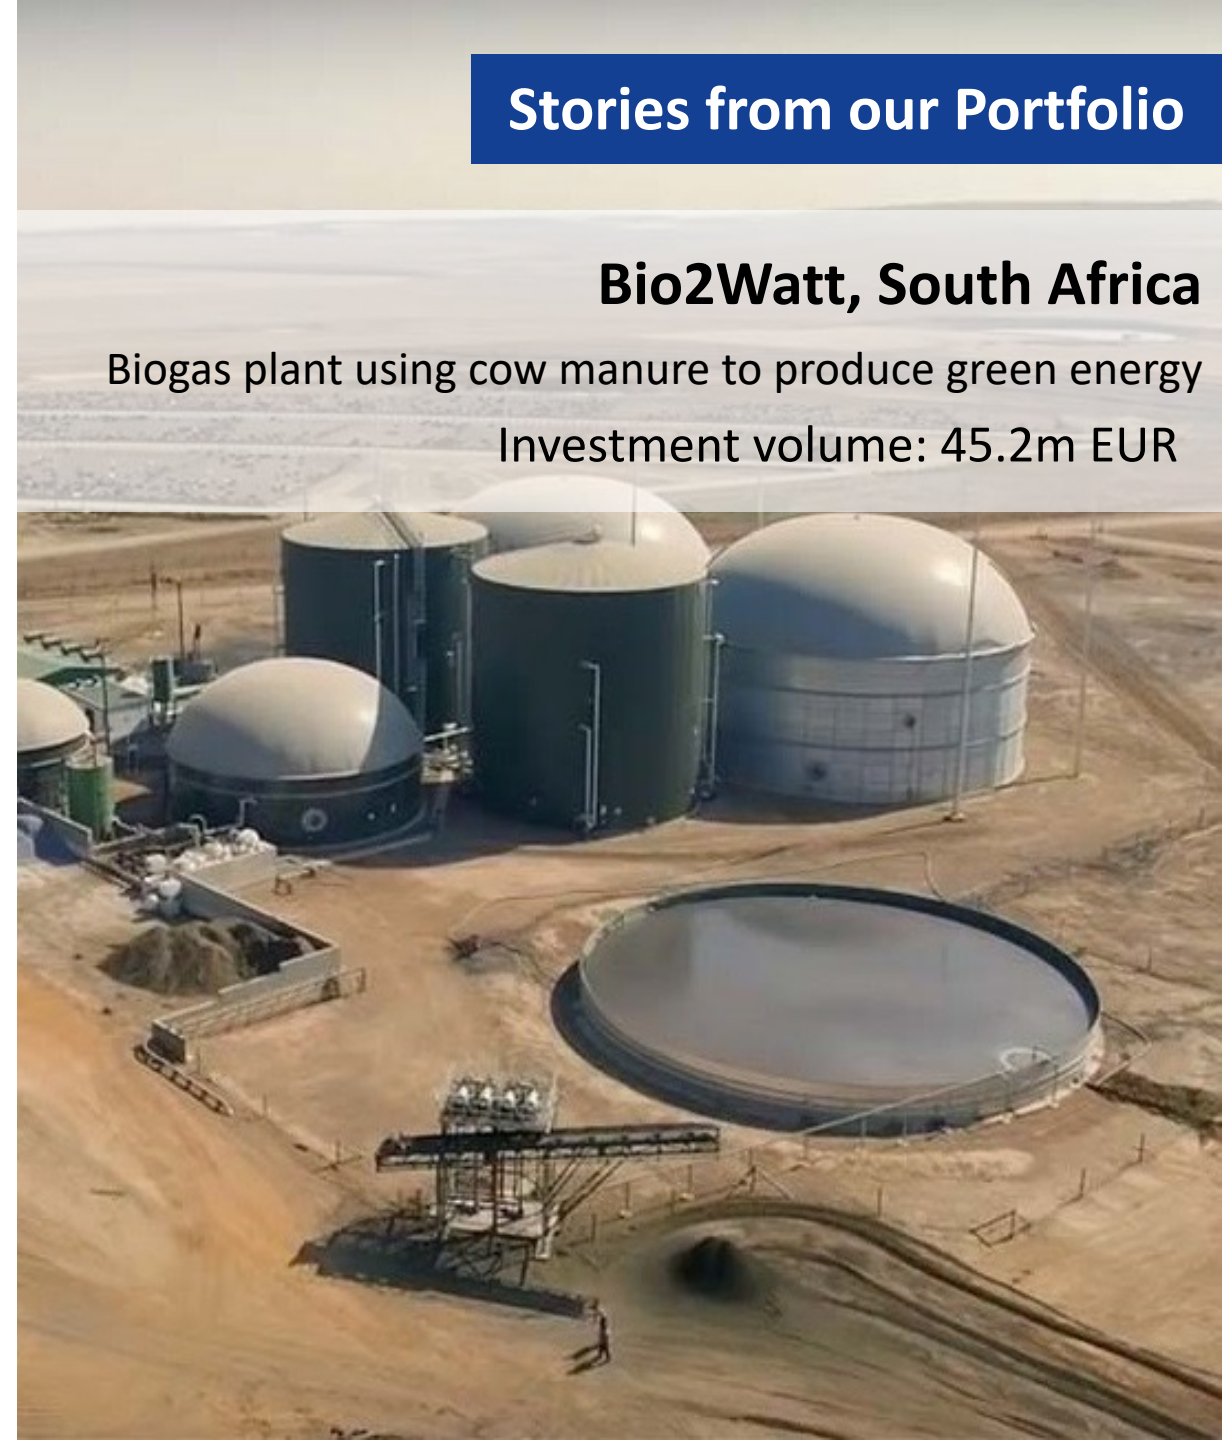 Stories from our Portfolio
Bio2Watt, South Africa
Biogas plant using cow manure to produce green energy
Investment volume: 45.2m EUR